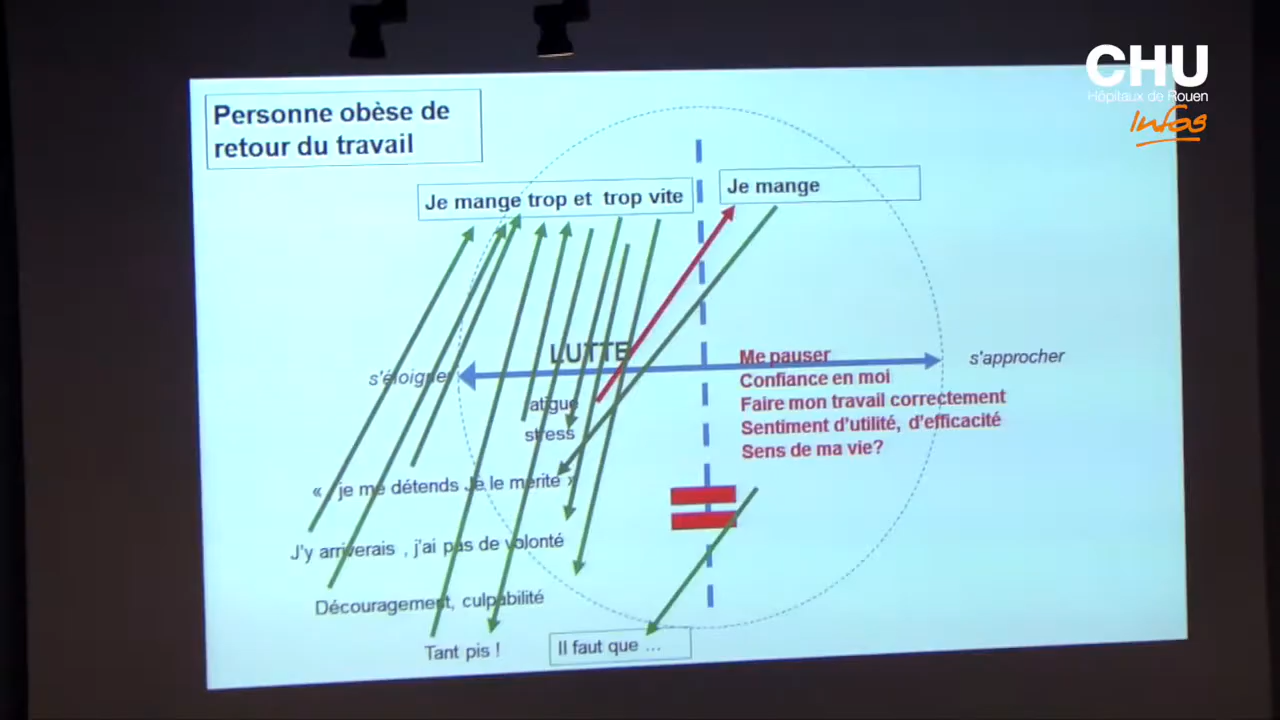 CHU
Hôpitaux de Rouen
Infos
Personne obèse de
retour du travail
Je mange trop et trop vite
Je mange
LUTTE
s'éloigner
s'approcher
Me pauser
Confiance en moi
Faire mon travail correctement
Sentiment d'utilité, d'efficacité
Sens de ma vie?
fatigue
stress
« je me détends Je le mérite »
J'y arriverais , j'ai pas de volonté
Découragement, culpabilité
Tant pis !
Il faut que ...